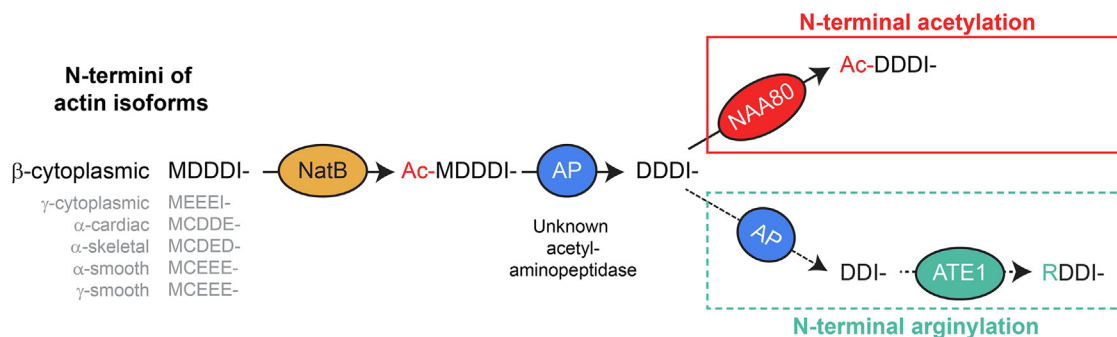 N-terminal acetylation
N-termini of
actin isoforms
Ac-DDDI-
NAA80
β-cytoplasmic MDDDI- NatB Ac-MDDDI- AP DDDI-
γ-cytoplasmic MEEEI-
α-cardiac MCDDE-
α-skeletal MCDED-
α-smooth MCEEE-
γ-smooth MCEEE-
Unknown
acetyl-
aminopeptidase
AP
DDI- ATE1 RDDI-
N-terminal arginylation